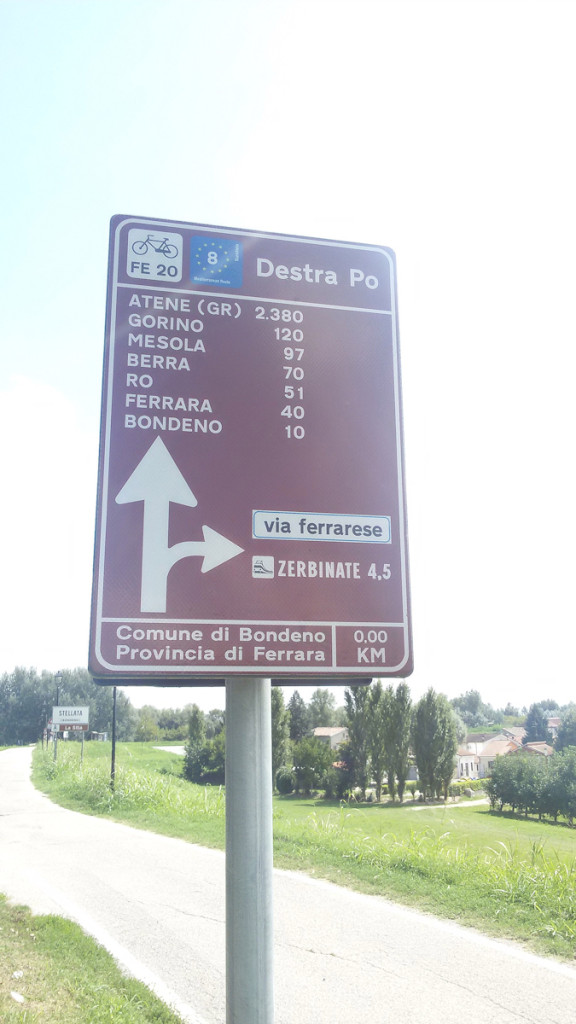 FE 20
8
Destra Po
ATENE (GR) 2.380
GORINO 120
MESOLA 97
BERRA 70
RO 51
FERRARA 40
BONDENO 10
via ferrarese
ZERBINATE 4,5
Comune di Bondeno
Provincia di Ferrara
0,00
KM
STELLATA